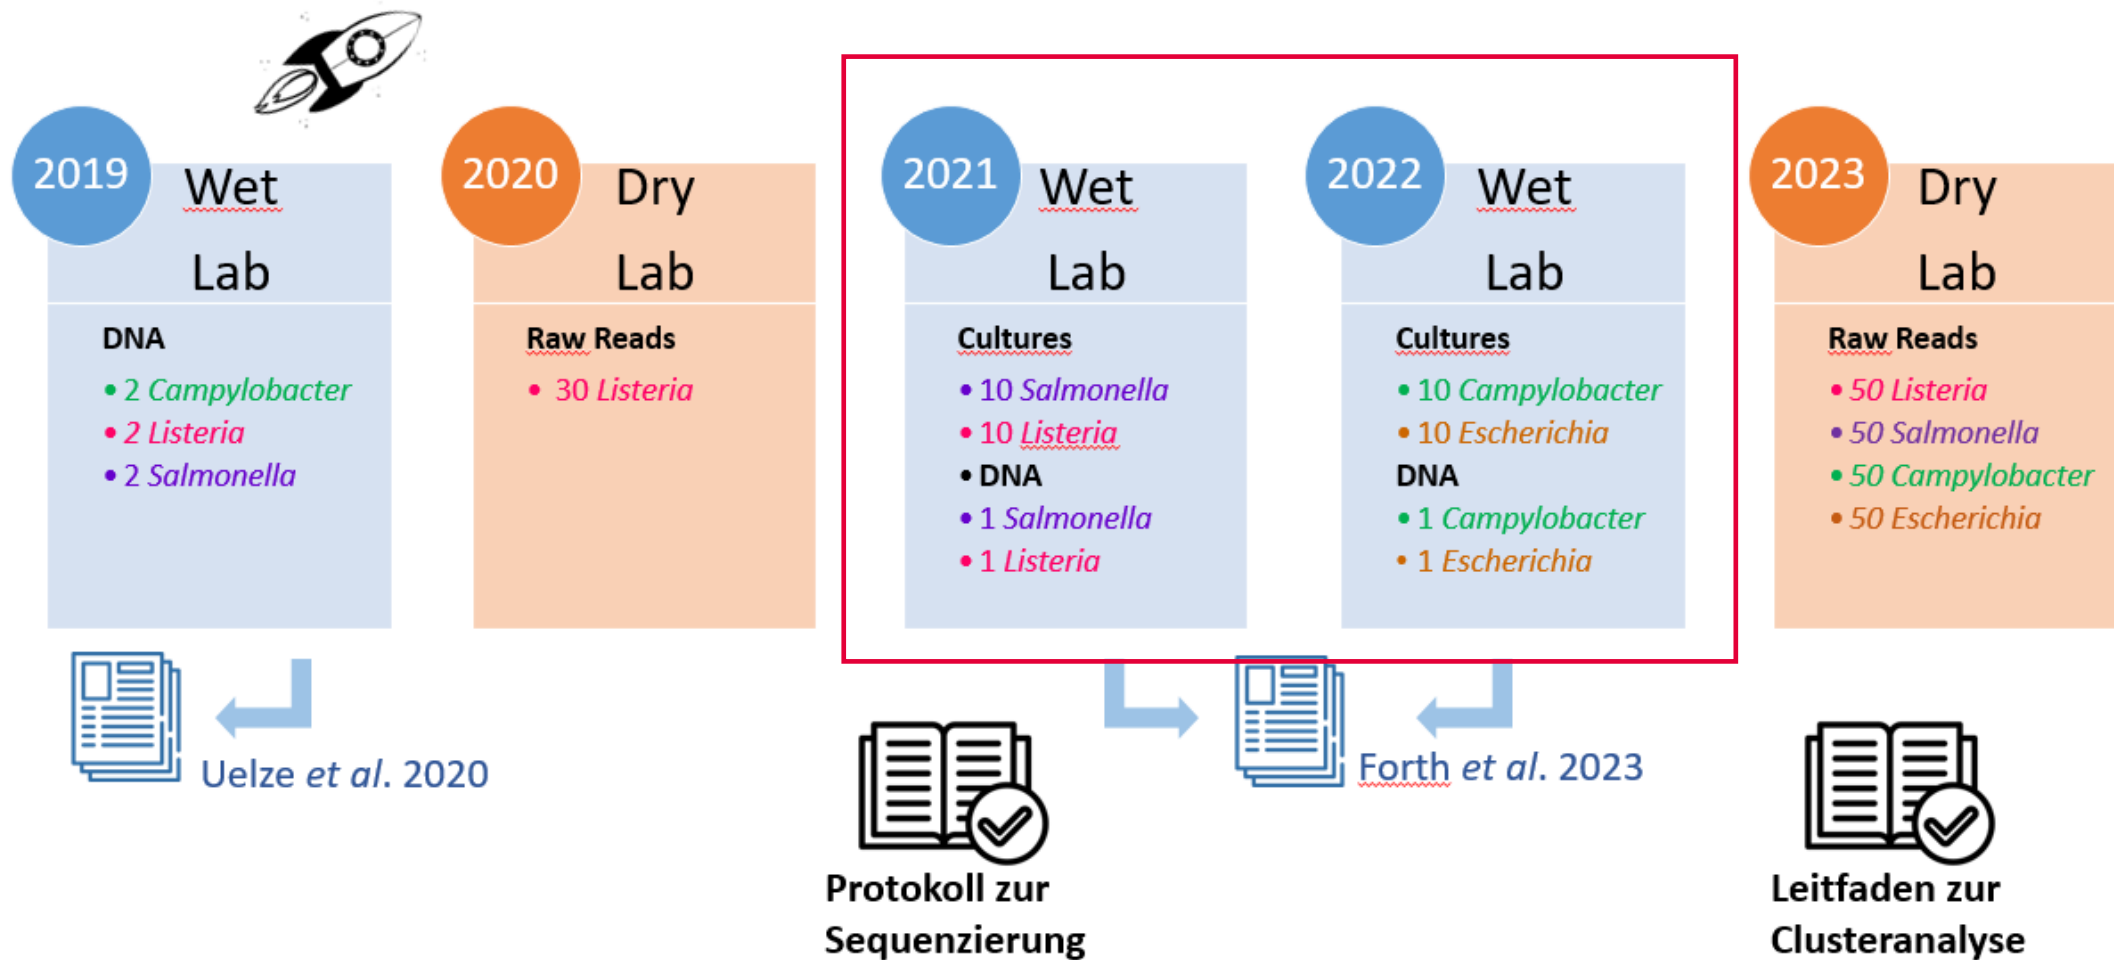 2019
Wet
Lab
DNA
• 2 Campylobacter
• 2 Listeria
• 2 Salmonella
Uelze et al. 2020
2020
Dry
Lab
Raw Reads
• 30 Listeria
2021
Wet
Lab
Cultures
• 10 Salmonella
• 10 Listeria
• DNA
• 1 Salmonella
• 1 Listeria
2022
Wet
Lab
Cultures
• 10 Campylobacter
• 10 Escherichia
DNA
• 1 Campylobacter
• 1 Escherichia
Forth et al. 2023
Protokoll zur
Sequenzierung
2023
Dry
Lab
Raw Reads
• 50 Listeria
• 50 Salmonella
• 50 Campylobacter
• 50 Escherichia
Leitfaden zur
Clusteranalyse